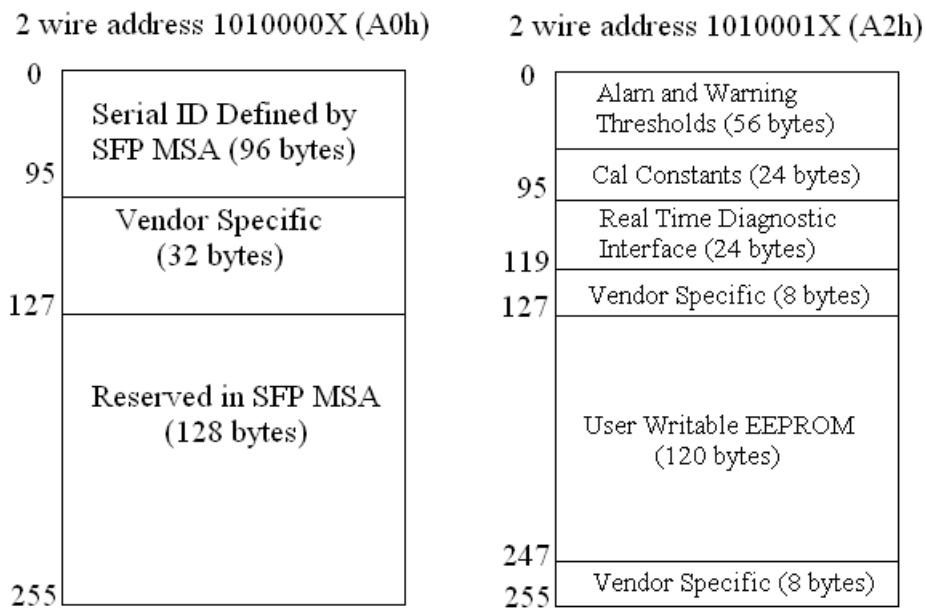 2 wire address 1010000X (A0h)
0
Serial ID Defined by
SFP MSA (96 bytes)
95
Vendor Specific
(32 bytes)
127
Reserved in SFP MSA
(128 bytes)
255
2 wire address 1010001X (A2h)
0
Alam and Warning
Thresholds (56 bytes)
Cal Constants (24 bytes)
95
Real Time Diagnostic
Interface (24 bytes)
119
Vendor Specific (8 bytes)
127
User Writable EEPROM
(120 bytes)
247
Vendor Specific (8 bytes)
255